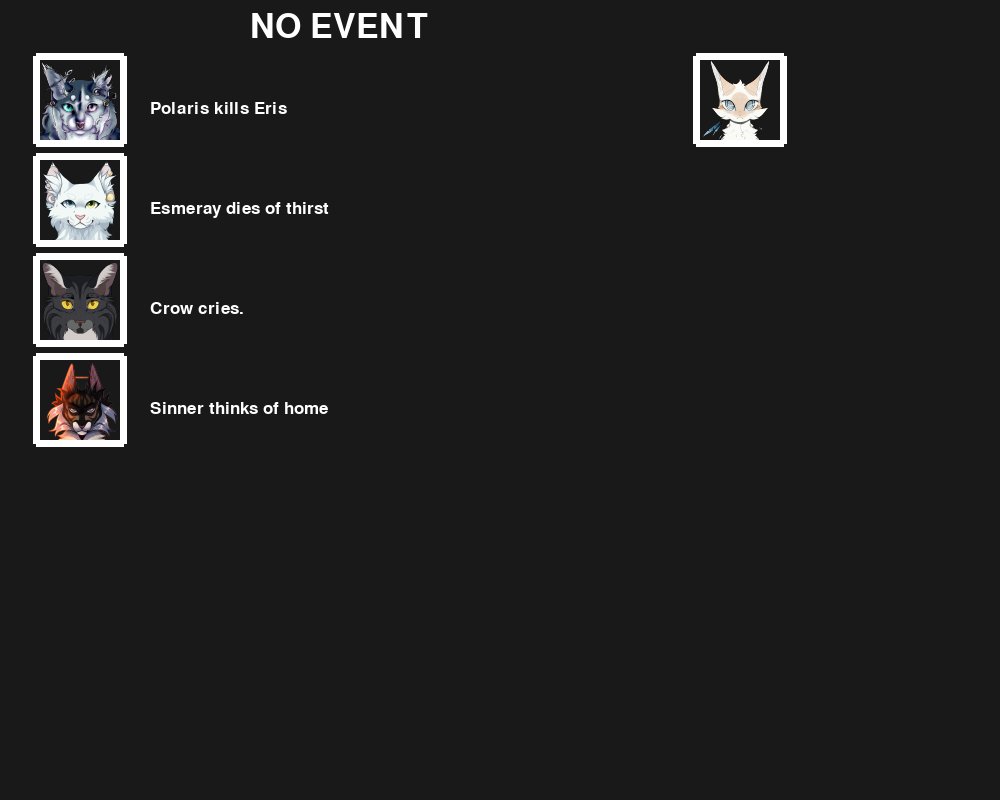 NO EVENT
Polaris kills Eris
Esmeray dies of thirst
Crow cries.
Sinner thinks of home